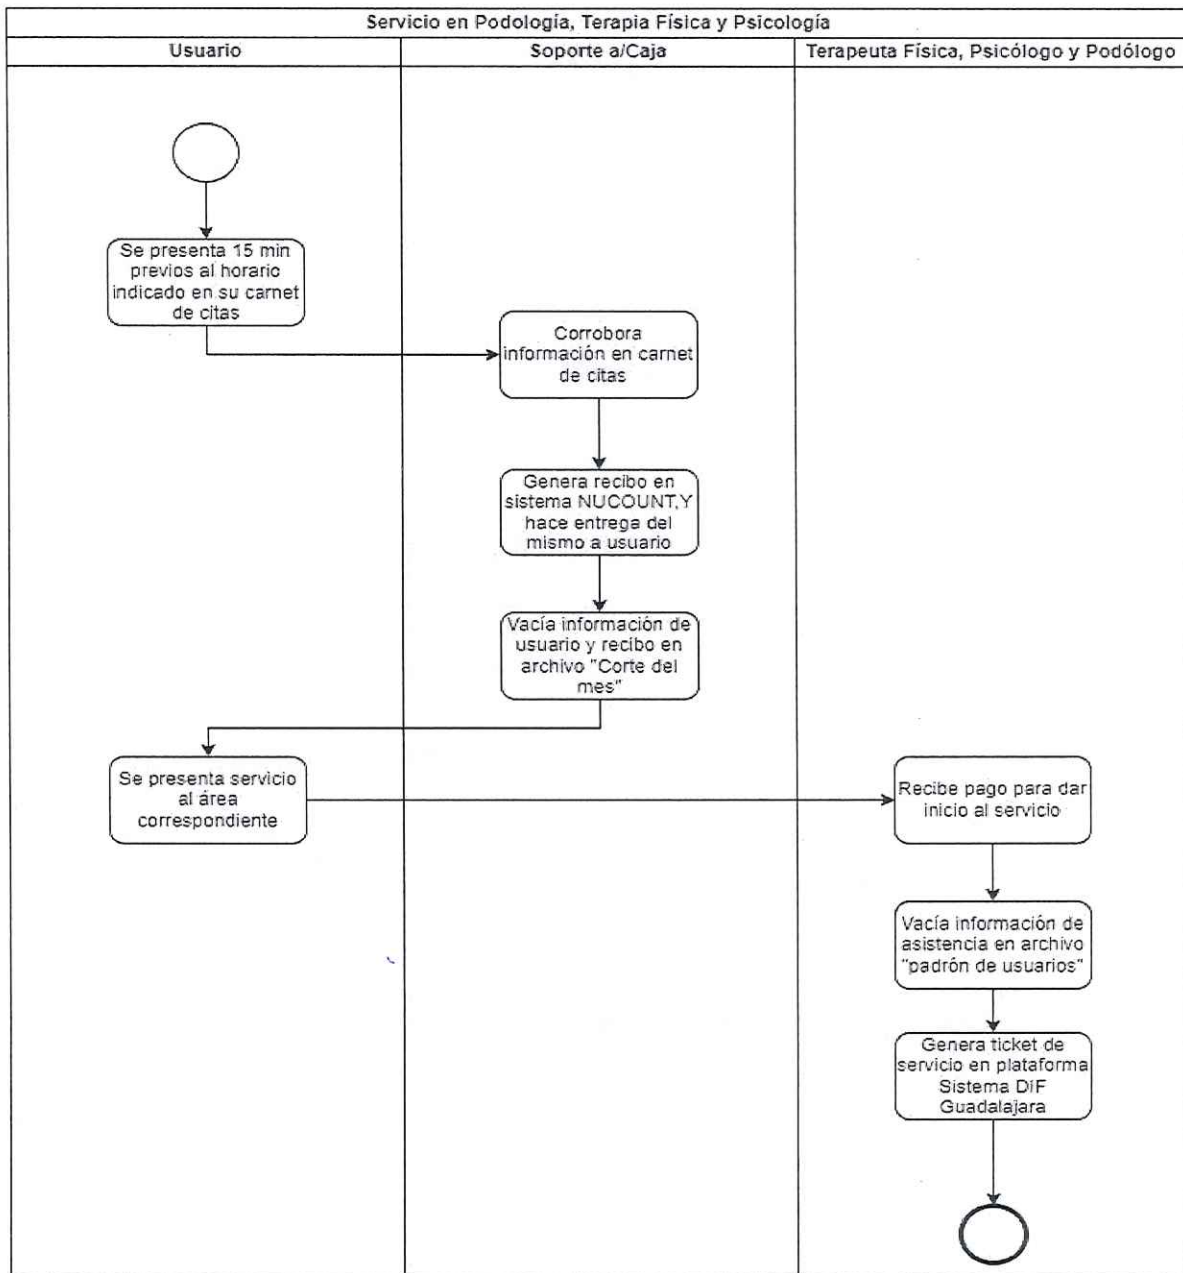 Servicio en Podología, Terapia Física y Psicología
Usuario
Soporte a/Caja
Terapeuta Física, Psicólogo y Podólogo
Se presenta 15 min
previos al horario
indicado en su carnet
de citas
Corrobora
información en carnet
de citas
Genera recibo en
sistema NUCOUNT,Y
hace entrega del
mismo a usuario
Vacía información de
usuario y recibo en
archivo "Corte del
mes"
Se presenta servicio
al área
correspondiente
Recibe pago para dar
inicio al servicio
Vacía información de
asistencia en archivo
"padrón de usuarios"
Genera ticket de
servicio en plataforma
Sistema DIF
Guadalajara